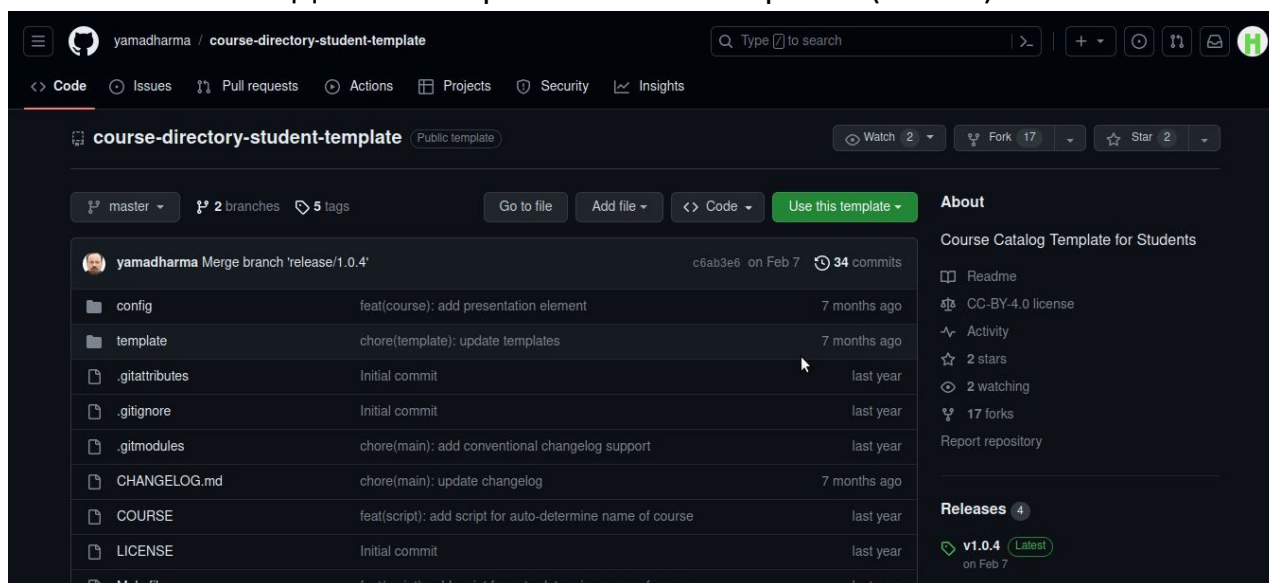 yamadharma / course-directory-student-template
Type / to search
Code
Issues
Pull requests
Actions
Projects
Security
Insights
course-directory-student-template Public template
Watch 2
Fork 17
Star 2
master
2 branches
5 tags
Go to file
Add file
Code
Use this template
yamadharma Merge branch 'release/1.0.4' c6ab3e6 on Feb 7 34 commits
config feat(course): add presentation element 7 months ago
template chore(template): update templates 7 months ago
.gitattributes Initial commit last year
.gitignore Initial commit last year
.gitmodules chore(main): add conventional changelog support last year
CHANGELOG.md chore(main): update changelog 7 months ago
COURSE feat(script): add script for auto-determine name of course last year
LICENSE Initial commit last year
About
Course Catalog Template for Students
Readme
CC-BY-4.0 license
Activity
2 stars
2 watching
17 forks
Report repository
Releases 4
v1.0.4 Latest
on Feb 7